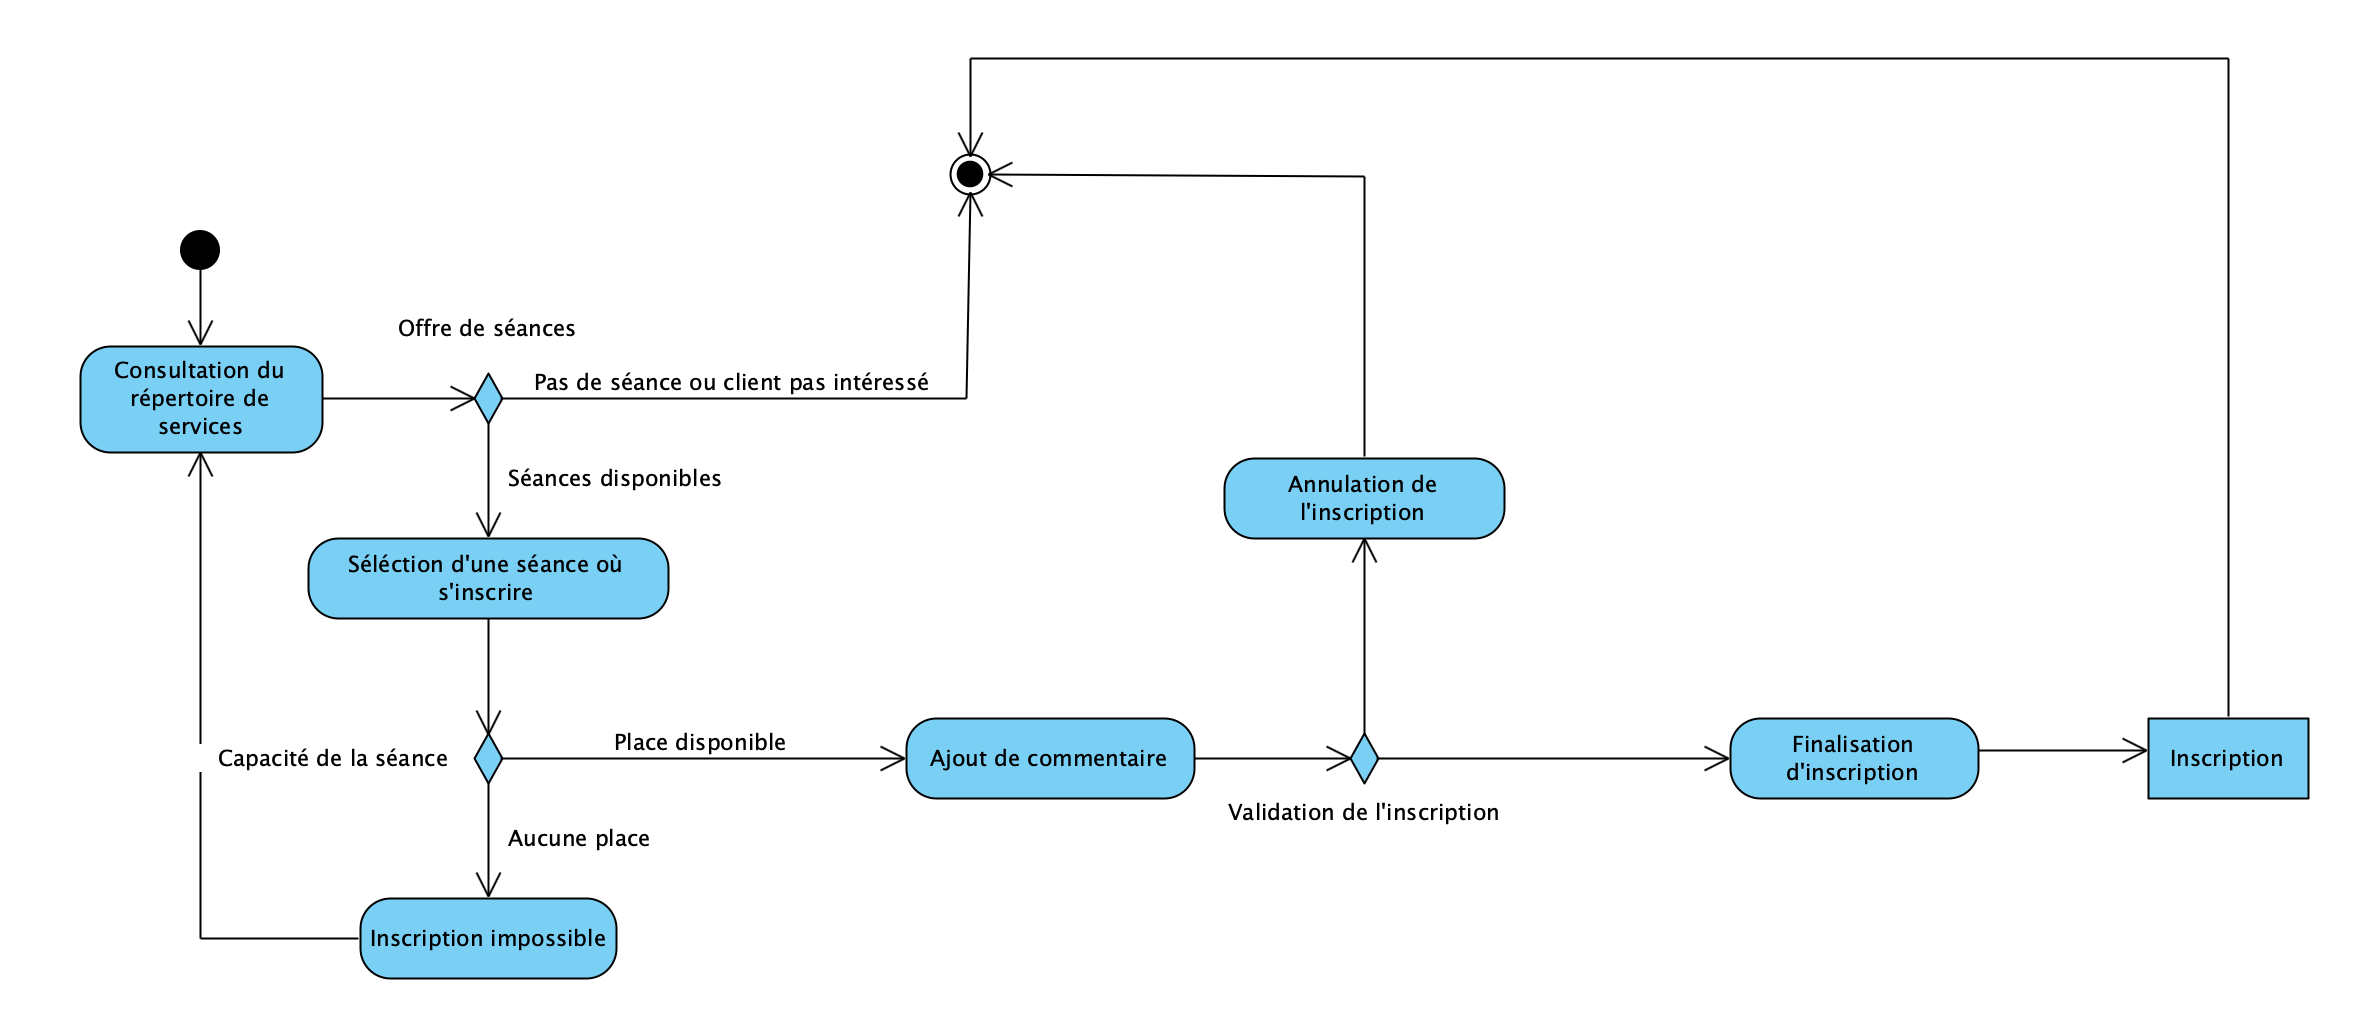 Offre de séances
Consultation du
répertoire de
services
Pas de séance ou client pas intéressé
Séances disponibles
Annulation de
l'inscription
Séléction d'une séance où
s'inscrire
Capacité de la séance
Place disponible
Ajout de commentaire
Validation de l'inscription
Finalisation
d'inscription
Inscription
Aucune place
Inscription impossible